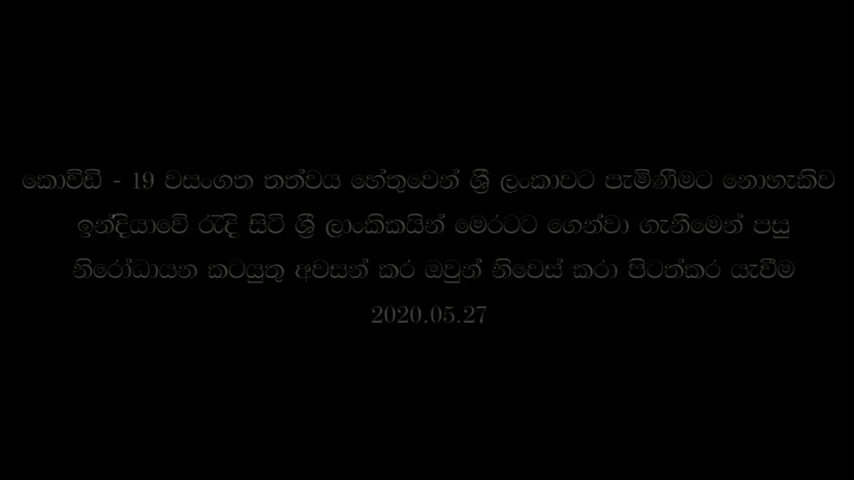 කොවිඩ් - 19 වසංගත තත්වය හේතුවෙන් ශ්‍රී ලංකාවට පැමිණීමට නොහැකිව
ඉන්දියාවේ රැදි සිටි ශ්‍රී ලාංකිකයින් මෙරටට ගෙන්වා ගැනීමෙන් පසු
නිරෝධායන කටයුතු අවසන් කර ඔවුන් නිවෙස් කරා පිටත්කර යැවීම
2020.05.27